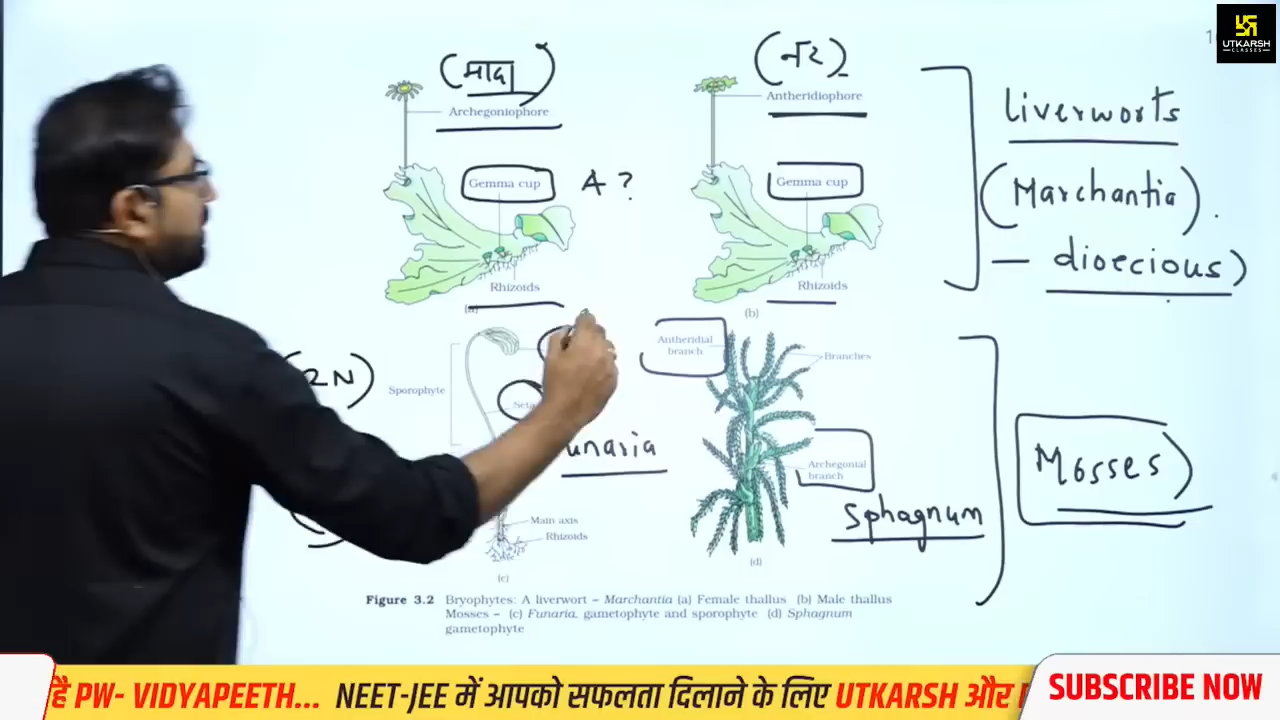 UTKARSH
CLASSES
(मादा)
(नर)
Archegoniophore
Antheridiophore
liverworts
Gemma cup
A ?
Gemma cup
(Marchantia).
- dioecious)
Rhizoids
Rhizoids
(a)
(b)
Antheridial
branch
Branches
2N)
Sporophyte
Seta
unaria
Archegonial
branch
Mosses)
Sphagnum
Main axis
Rhizoids
(c)
(d)
Figure 3.2 Bryophytes: A liverwort – Marchantia (a) Female thallus (b) Male thallus
Mosses – (c) Funaria, gametophyte and sporophyte (d) Sphagnum
gametophyte
है PW- VIDYAPEETH... NEET-JEE में आपको सफलता दिलाने के लिए UTKARSH और
SUBSCRIBE NOW